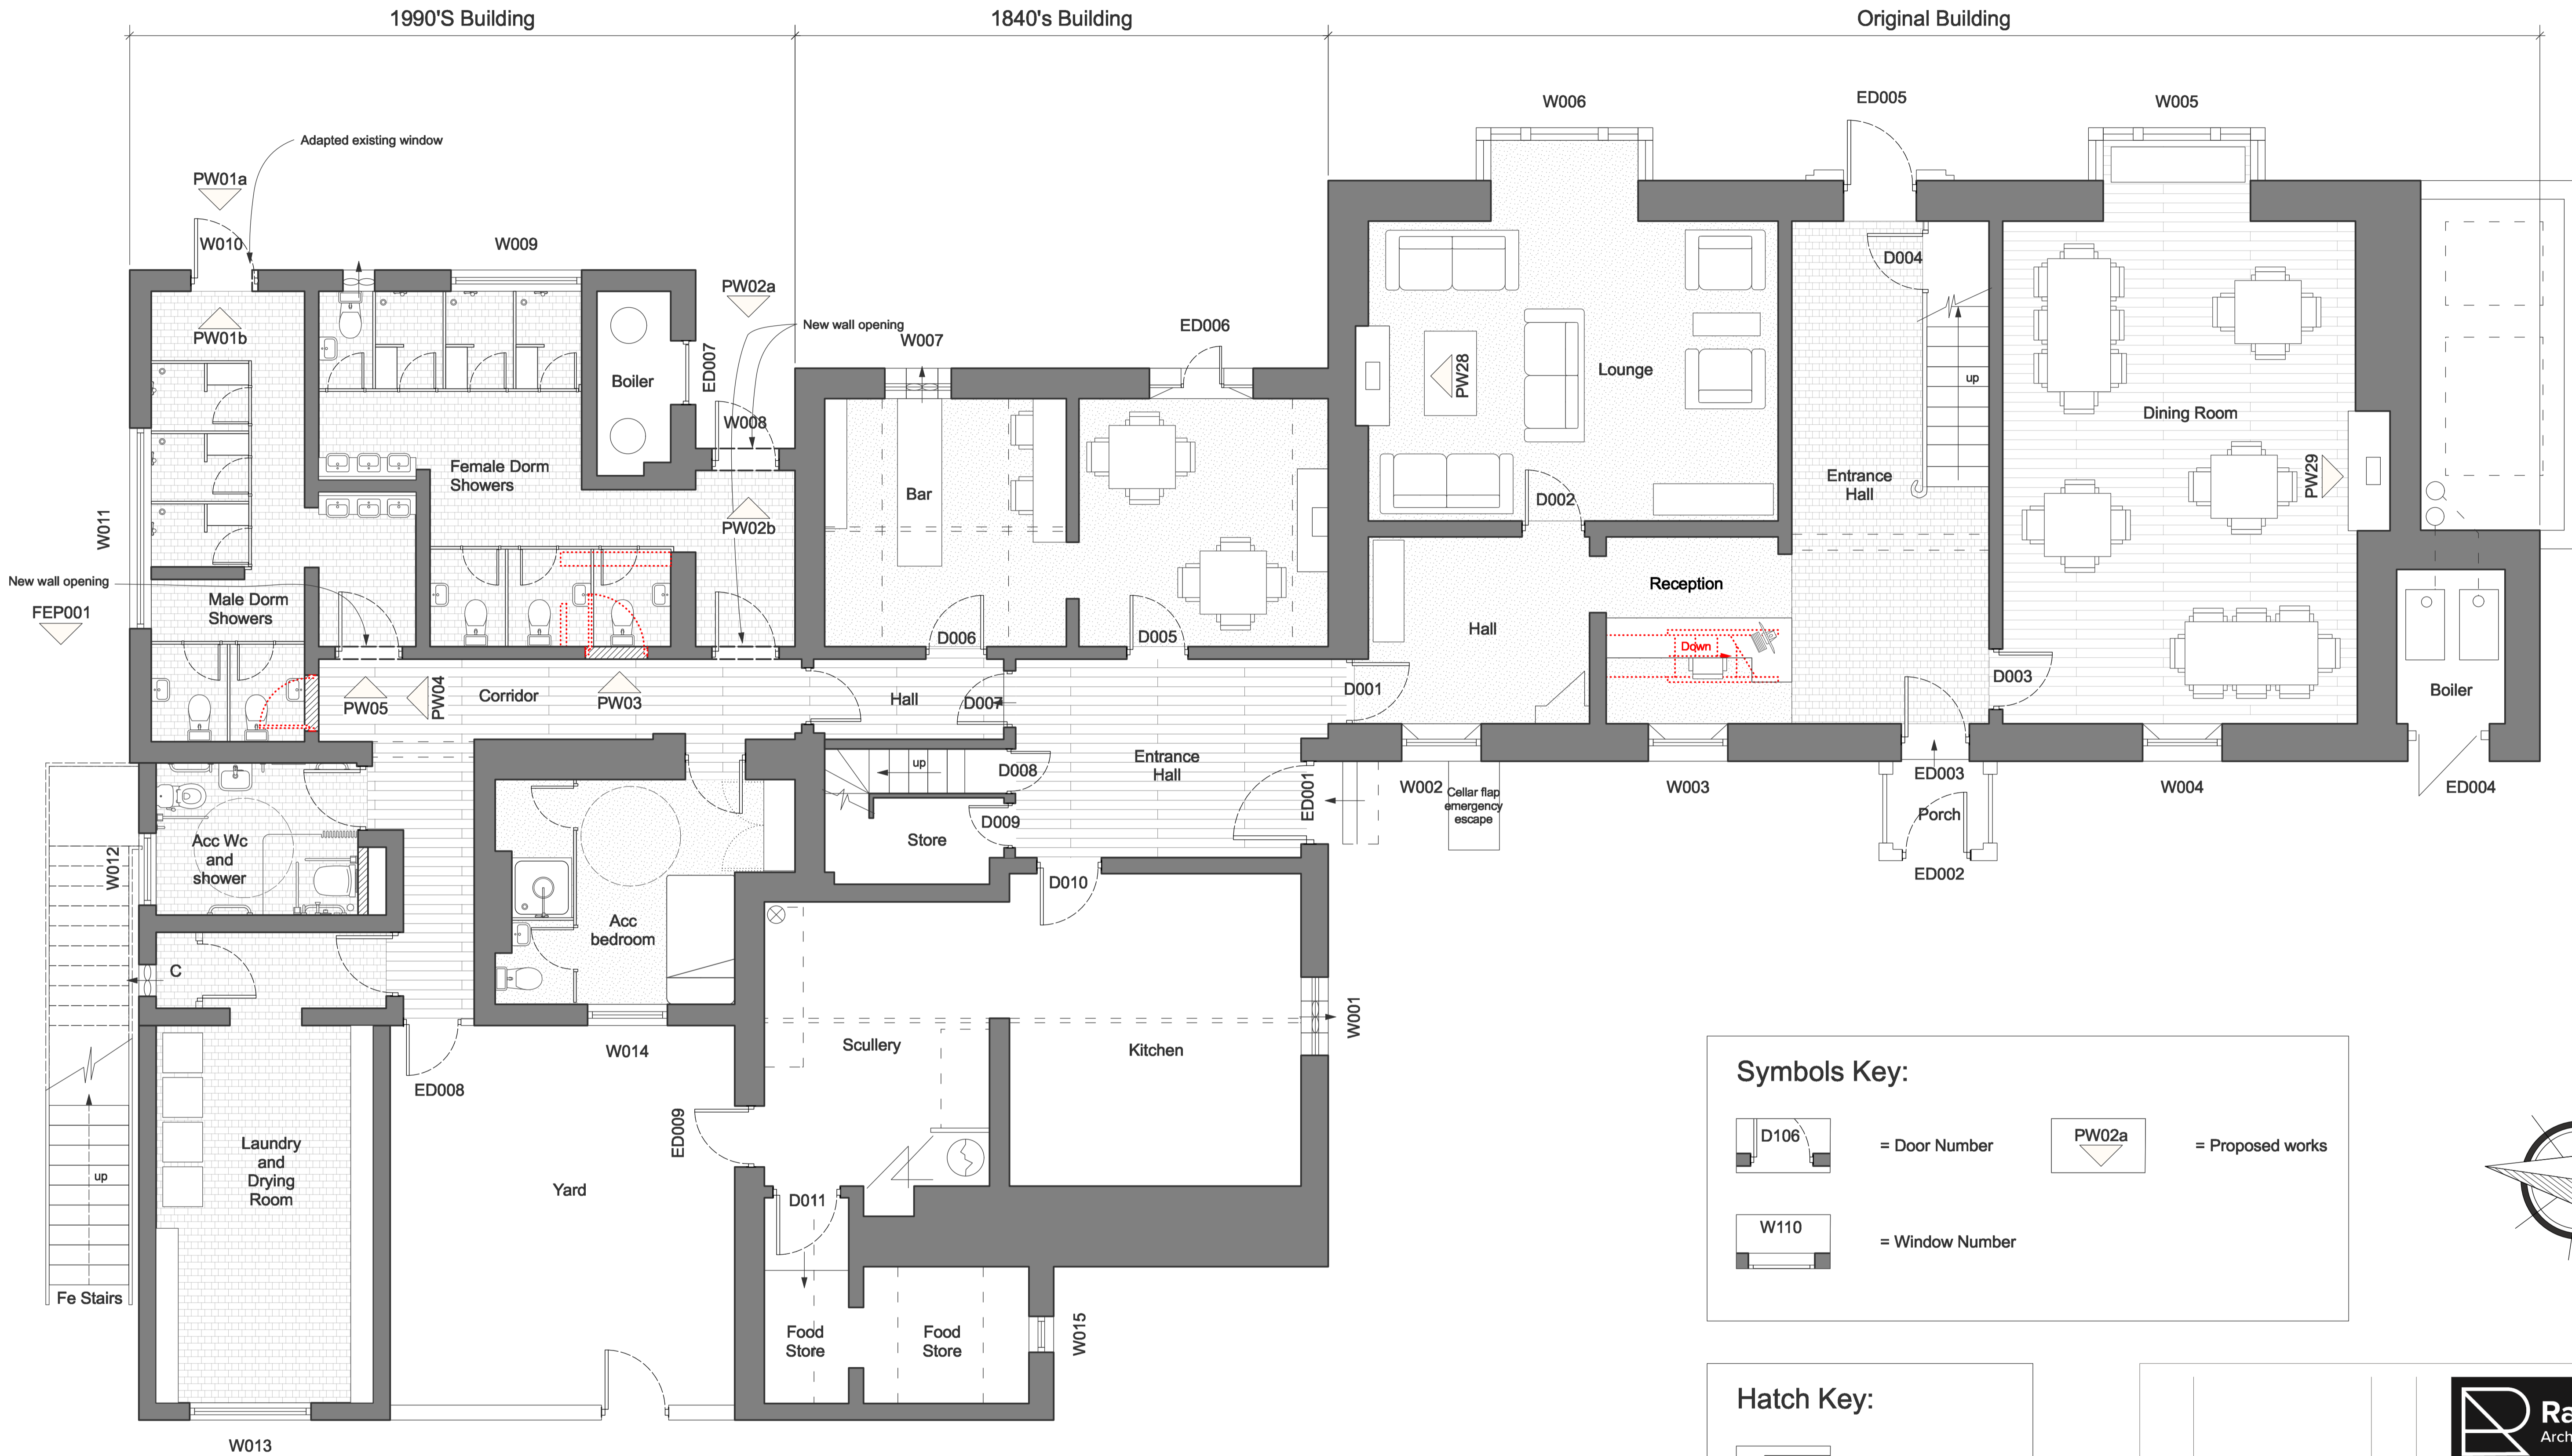 1990'S Building
1840's Building
Original Building
W006
ED005
W005
Adapted existing window
PW01a
W010
W009
D004
PW02a
New wall opening
ED006
PW01b
W007
ED007
Boiler
PW28
Lounge
up
Dining Room
W008
Female Dorm
Showers
Bar
Entrance
Hall
PW29
D002
W011
PW02b
New wall opening
FEP001
Male Dorm
Showers
Reception
Hall
D006
D005
Down
D003
D001
Corridor
Hall
D007
PW05
PW04
PW03
Boiler
Entrance
Hall
up
D008
ED001
W002
Cellar flap
emergency
escape
W003
ED003
W004
ED004
Porch
D009
Store
Acc Wc
and
shower
W012
D010
ED002
Acc
bedroom
C
W001
Scullery
Kitchen
W014
ED008
Symbols Key:
D106
= Door Number
PW02a
= Proposed works
ED009
Laundry
and
Drying
Room
up
Yard
D011
W110
= Window Number
Fe Stairs
Food
Store
Food
Store
W015
Hatch Key:
Ra
Arch
W013